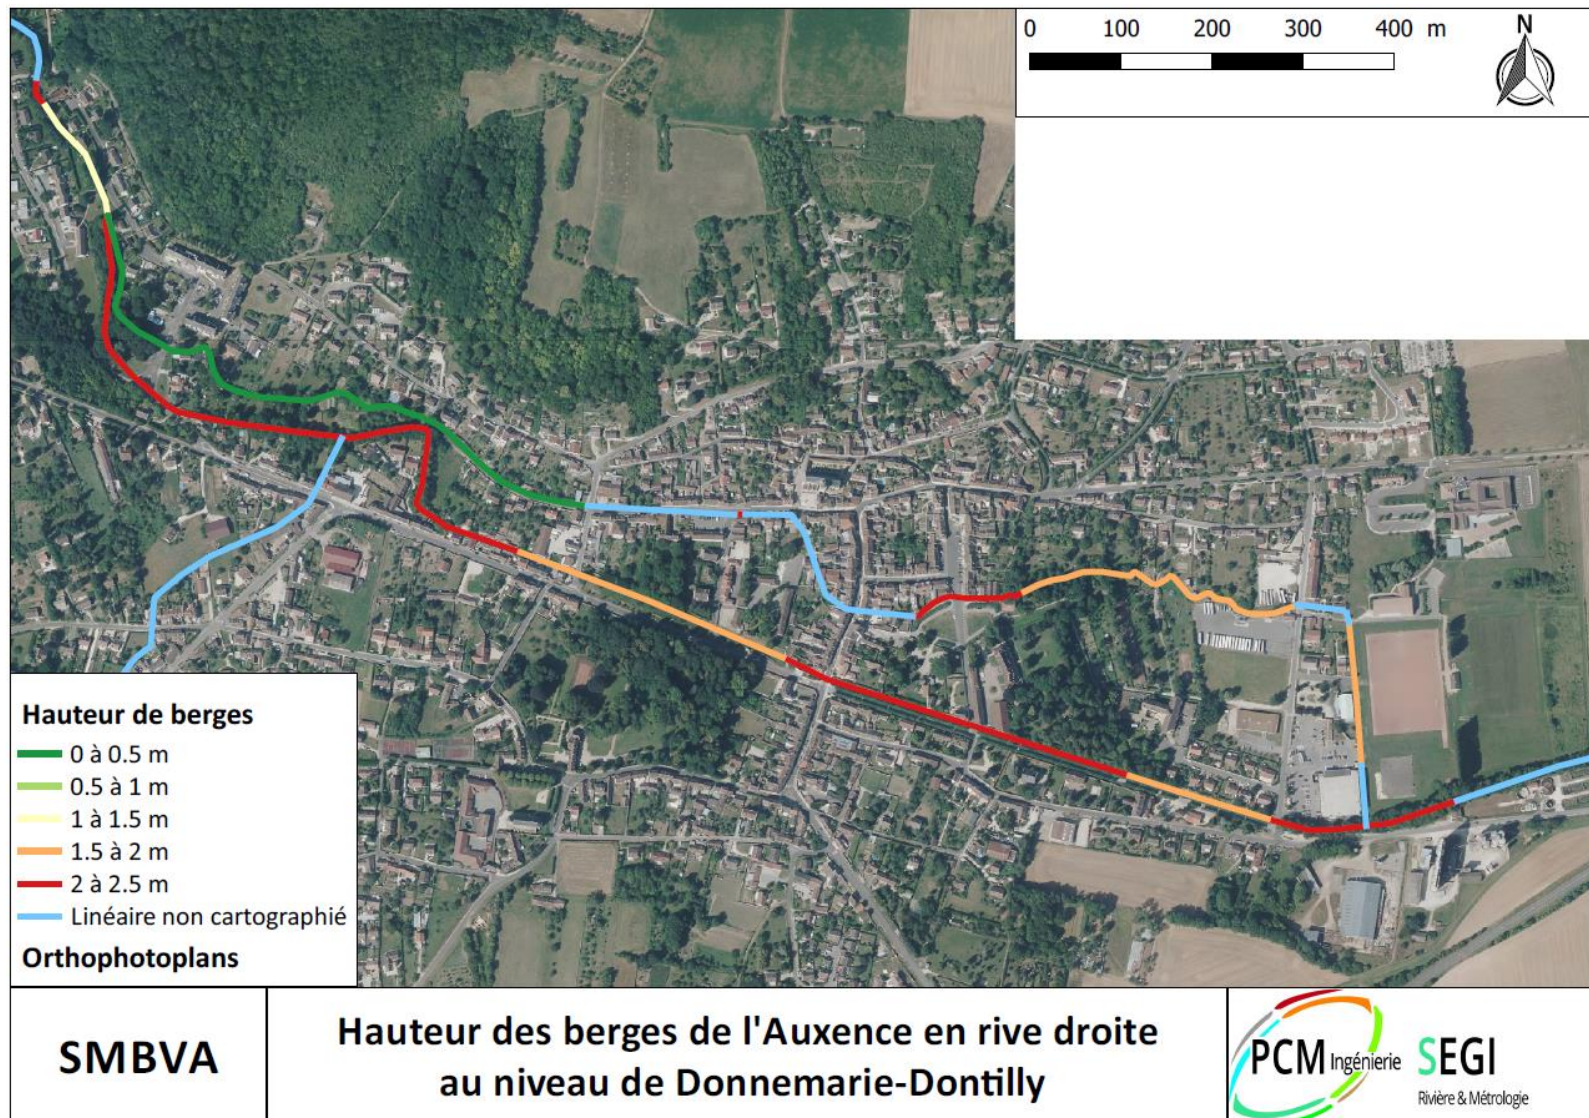 0 100 200 300 400 m
N
Hauteur de berges
0 à 0.5 m
0.5 à 1 m
1 à 1.5 m
1.5 à 2 m
2 à 2.5 m
Linéaire non cartographié
Orthophotoplans
SMBVA
Hauteur des berges de l'Auxence en rive droite
au niveau de Donnemarie-Dontilly
PCM Ingénierie
SEGI
Rivière & Métrologie